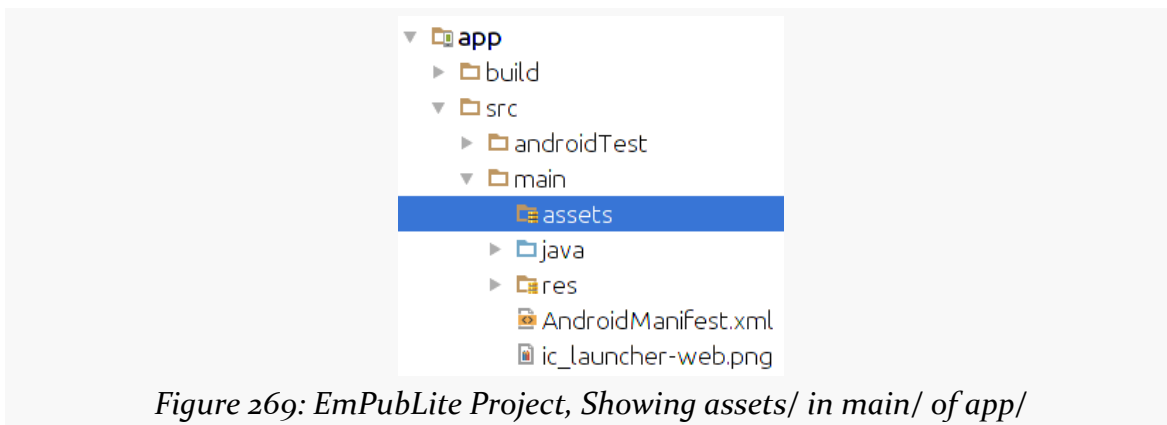 app
build
src
androidTest
main
assets
java
res
AndroidManifest.xml
ic_launcher-web.png
Figure 269: EmPubLite Project, Showing assets/ in main/ of app/